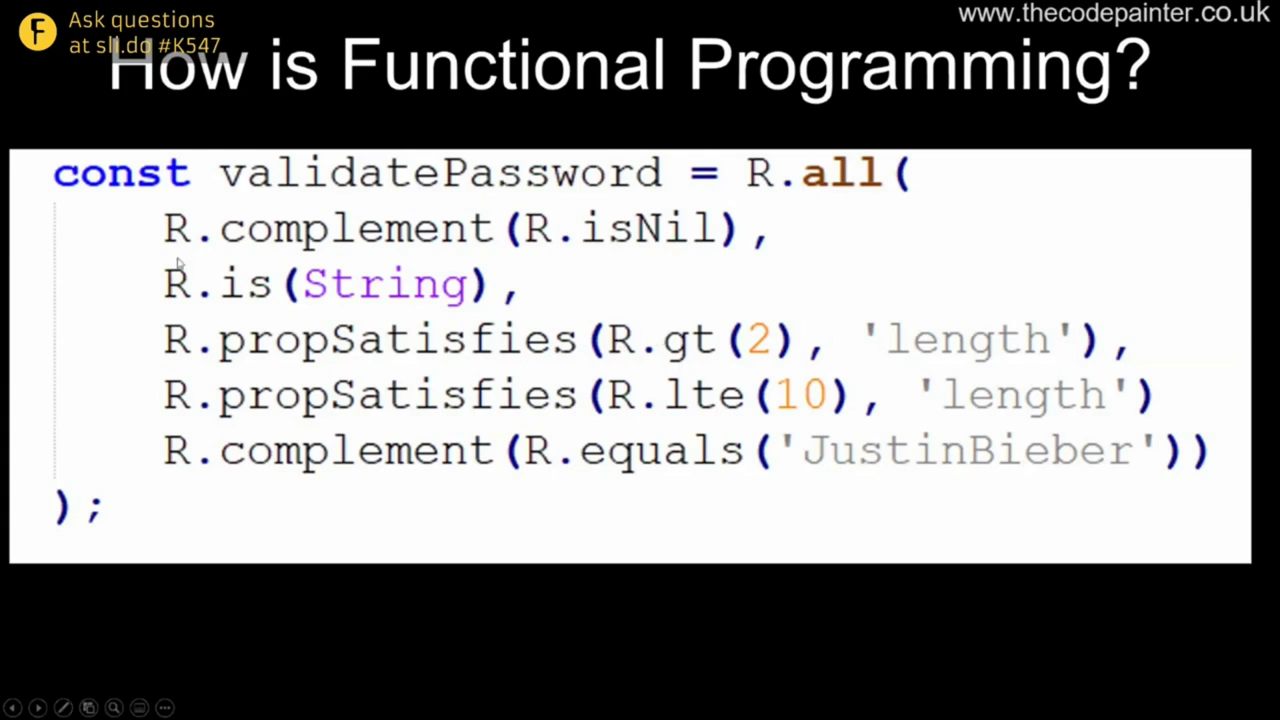 www.thecodepainter.co.uk
Ask questions
at sli.do #K547
How is Functional Programming?
const validatePassword = R.all(
R.complement(R.isNil),
R.is(String),
R.propSatisfies(R.gt(2), 'length'),
R.propSatisfies(R.lte(10), 'length')
R.complement(R.equals('JustinBieber'))
);